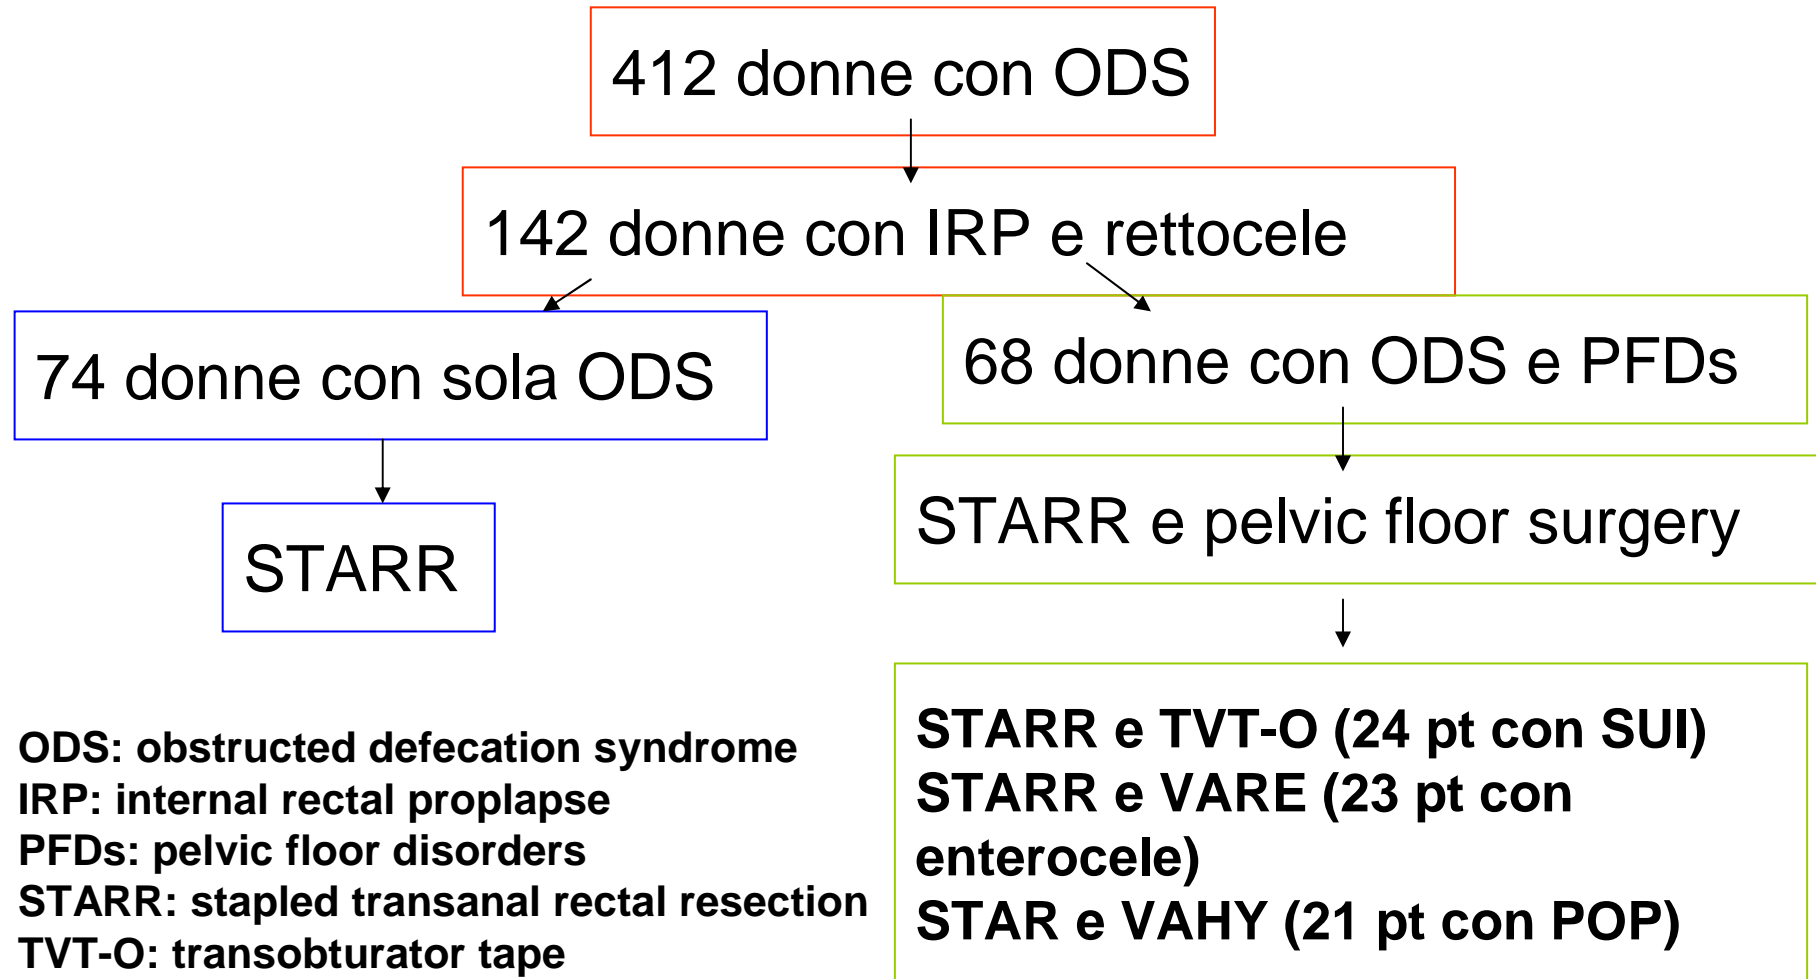 412 donne con ODS
142 donne con IRP e rettocele
74 donne con sola ODS
68 donne con ODS e PFDs
STARR
STARR e pelvic floor surgery
STARR e TVT-O (24 pt con SUI)
STARR e VARE (23 pt con
enterocele)
STAR e VAHY (21 pt con POP)
ODS: obstructed defecation syndrome
IRP: internal rectal proplapse
PFDs: pelvic floor disorders
STARR: stapled transanal rectal resection
TVT-O: transobturator tape